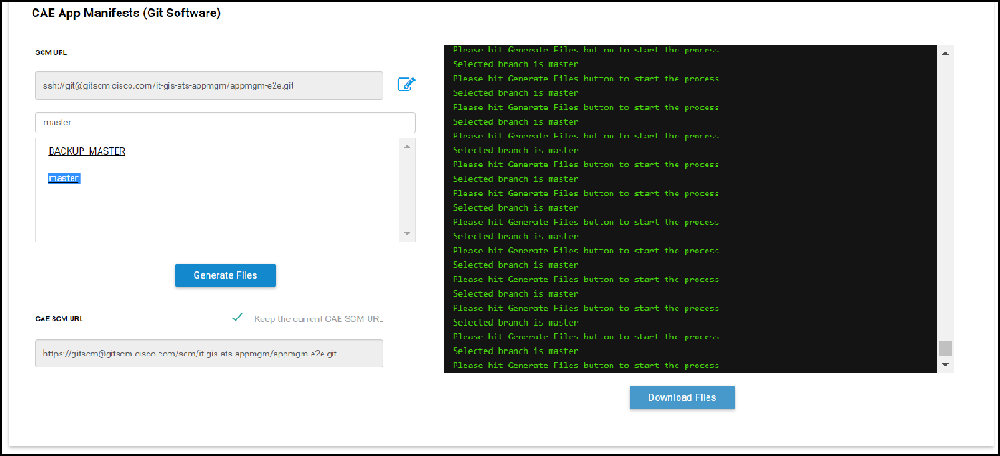 CAE App Manifests (Git Software)
SCM URL
ssh://git@gitscm.cisco.com/it-gis-ats-appmgm/appmgm-e2e.git
master
BACKUP_MASTER
master
Generate Files
CAE SCM URL
Keep the current CAE SCM URL
https://gitscm@gitscm.cisco.com/scm/it-gis-ats-appmgm/appmgm-e2e.git
Please hit Generate Files button to start the process
Selected branch is master
Please hit Generate Files button to start the process
Selected branch is master
Please hit Generate Files button to start the process
Selected branch is master
Please hit Generate Files button to start the process
Selected branch is master
Please hit Generate Files button to start the process
Selected branch is master
Please hit Generate Files button to start the process
Selected branch is master
Please hit Generate Files button to start the process
Selected branch is master
Please hit Generate Files button to start the process
Selected branch is master
Please hit Generate Files button to start the process
Selected branch is master
Please hit Generate Files button to start the process
Selected branch is master
Please hit Generate Files button to start the process
Selected branch is master
Please hit Generate Files button to start the process
Download Files